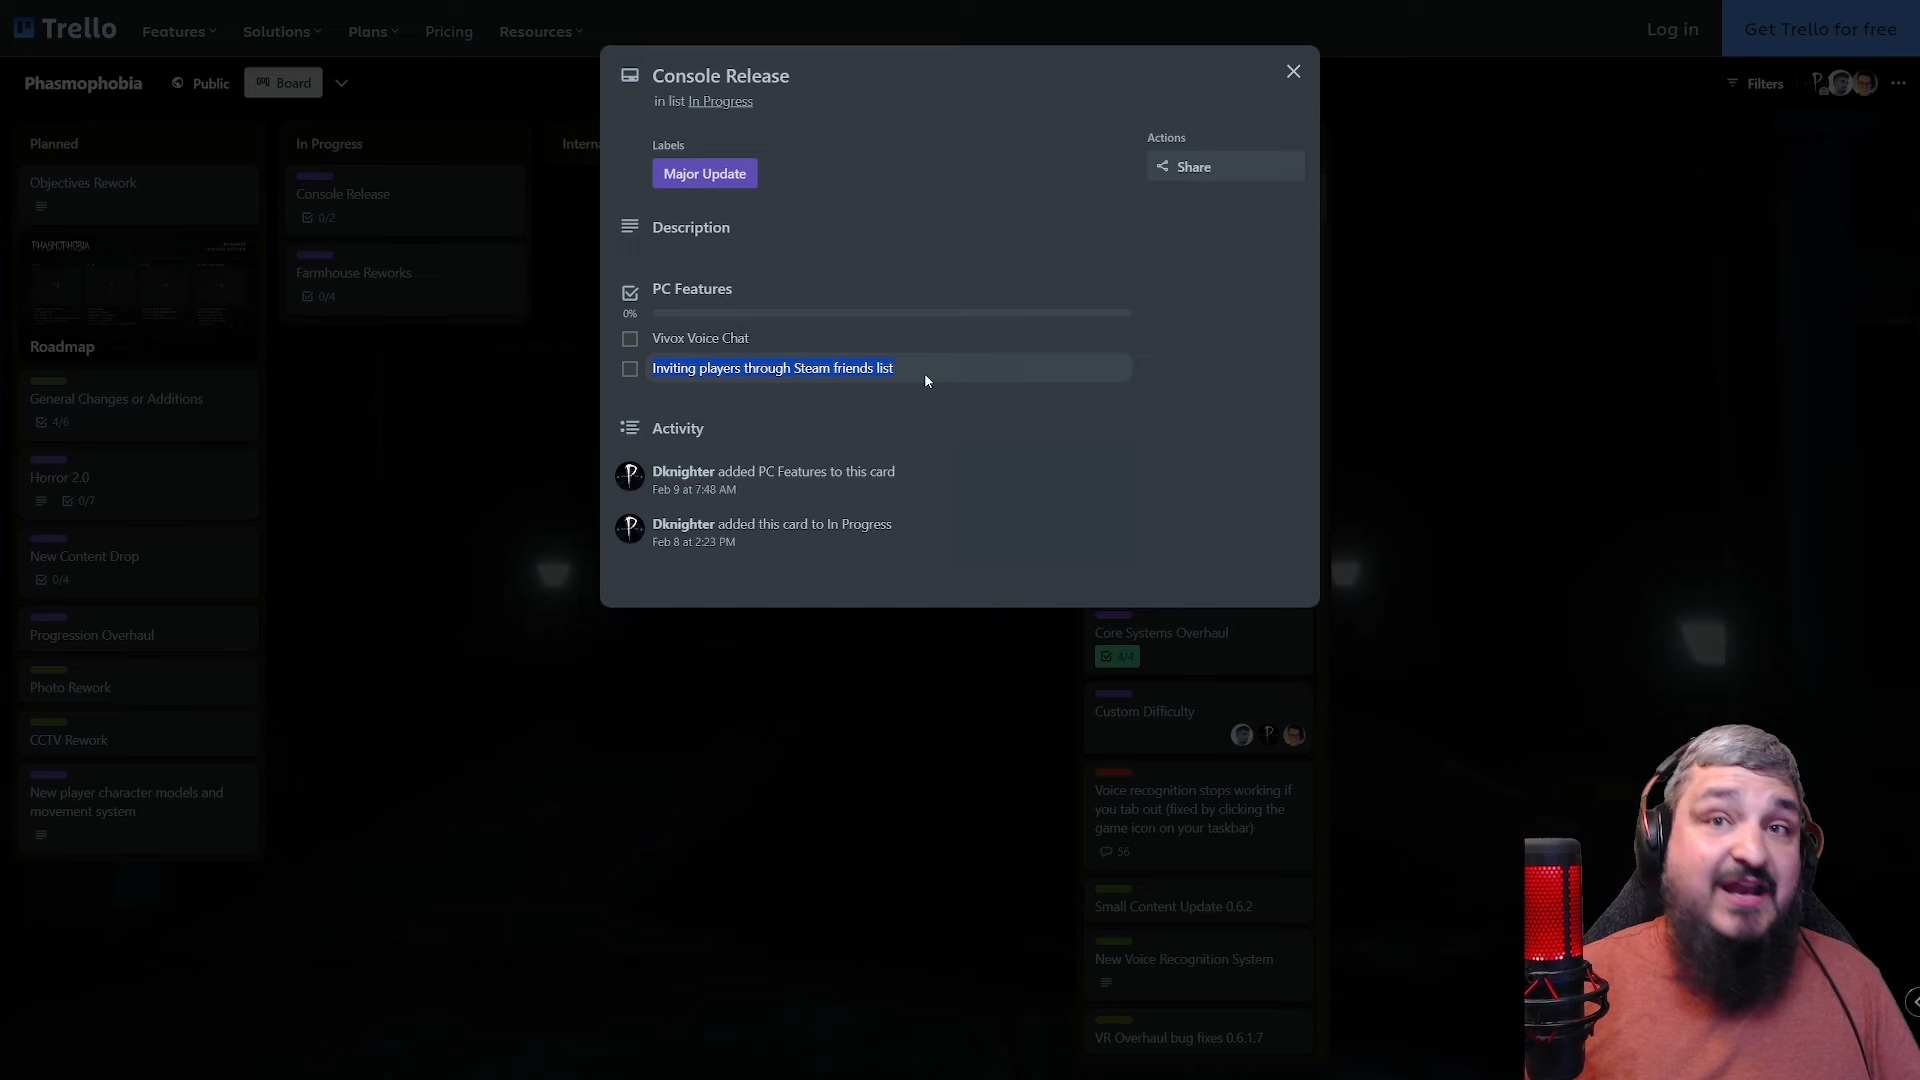 Trello
Features
Solutions
Plans
Pricing
Resources
Log in
Get Trello for free
Phasmophobia
Public
Board
Filters
Console Release
in list In Progress
Labels
Major Update
Actions
Share
Description
PC Features
0%
Vivox Voice Chat
Inviting players through Steam friends list
Activity
Dknighter added PC Features to this card
Feb 9 at 7:48 AM
Dknighter added this card to In Progress
Feb 8 at 2:23 PM
Planned
Objectives Rework
PHASMOPHOBIA
Roadmap
General Changes or Additions
4/6
Horror 2.0
0/7
New Content Drop
0/4
Progression Overhaul
Photo Rework
CCTV Rework
New player character models and
movement system
In Progress
Console Release
0/2
Farmhouse Reworks
0/4
Intern
Core Systems Overhaul
4/4
Custom Difficulty
Voice recognition stops working if
you tab out (fixed by clicking the
game icon on your taskbar)
56
Small Content Update 0.6.2
New Voice Recognition System
VR Overhaul bug fixes 0.6.1.7